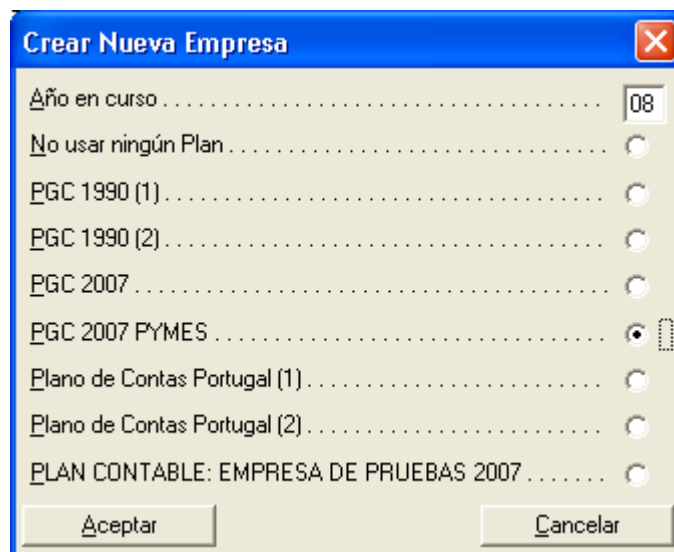 Crear Nueva Empresa
Año en curso . . . . . . . . . . . . . . . . . . . . . . . . . . . . . . . . . . . . . 08
No usar ningún Plan . . . . . . . . . . . . . . . . . . . . . . . . . . . . . . .
PGC 1990 (1) . . . . . . . . . . . . . . . . . . . . . . . . . . . . . . . . . . . . .
PGC 1990 (2) . . . . . . . . . . . . . . . . . . . . . . . . . . . . . . . . . . . . .
PGC 2007 . . . . . . . . . . . . . . . . . . . . . . . . . . . . . . . . . . . . . . . .
PGC 2007 PYMES . . . . . . . . . . . . . . . . . . . . . . . . . . . . . . . .
Plano de Contas Portugal (1) . . . . . . . . . . . . . . . . . . . . . . . .
Plano de Contas Portugal (2) . . . . . . . . . . . . . . . . . . . . . . . .
PLAN CONTABLE: EMPRESA DE PRUEBAS 2007 . . . . . . .
Aceptar Cancelar